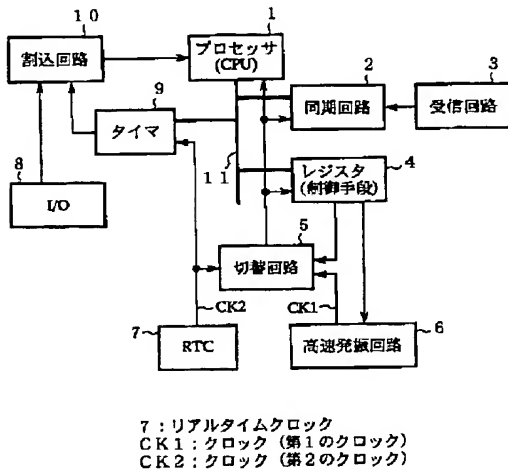 10
割込回路
1
プロセッサ
(CPU)
2
同期回路
3
受信回路
9
タイマ
11
4
レジスタ
(制御手段)
8
I/O
5
切替回路
CK2
CK1
7
RTC
6
高速発振回路
7:リアルタイムクロック
CK1:クロック(第1のクロック)
CK2:クロック(第2のクロック)